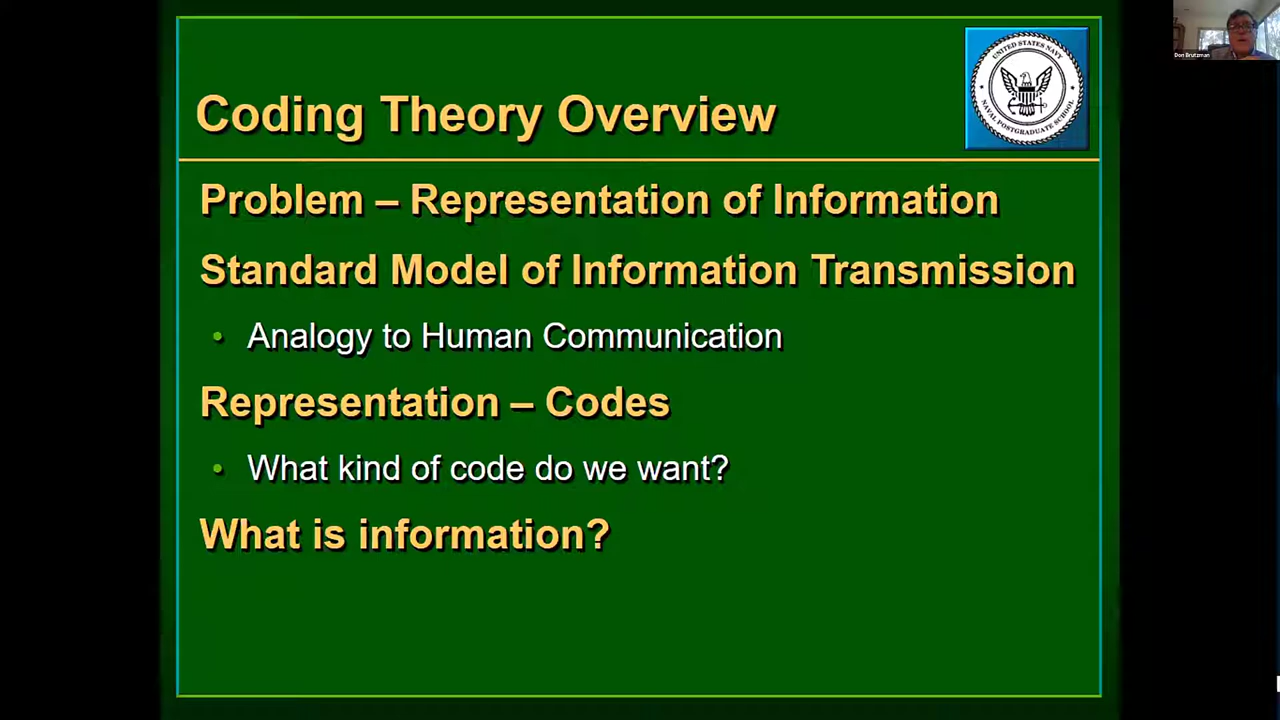 Coding Theory Overview
UNITED STATES NAVY
NAVAL POSTGRADUATE SCHOOL
Don Brutzman
Problem – Representation of Information
Standard Model of Information Transmission
• Analogy to Human Communication
Representation – Codes
• What kind of code do we want?
What is information?